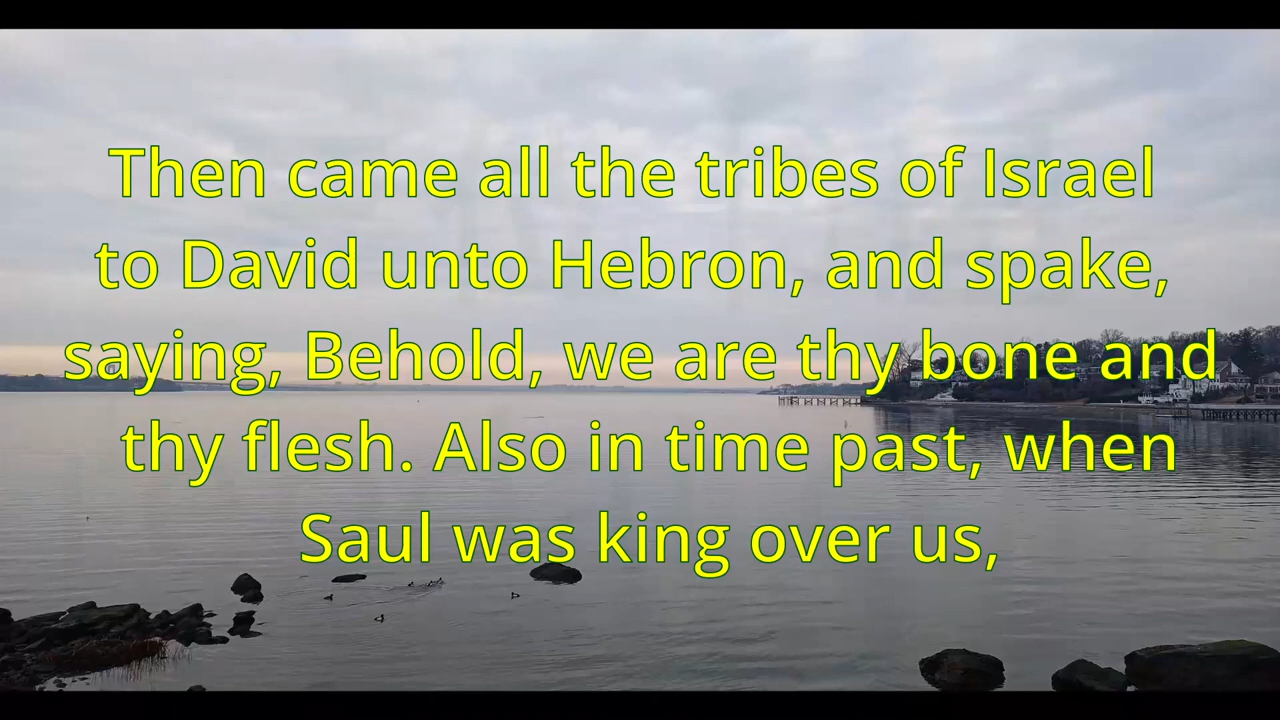 Then came all the tribes of Israel
to David unto Hebron, and spake,
saying, Behold, we are thy bone and
thy flesh. Also in time past, when
Saul was king over us,